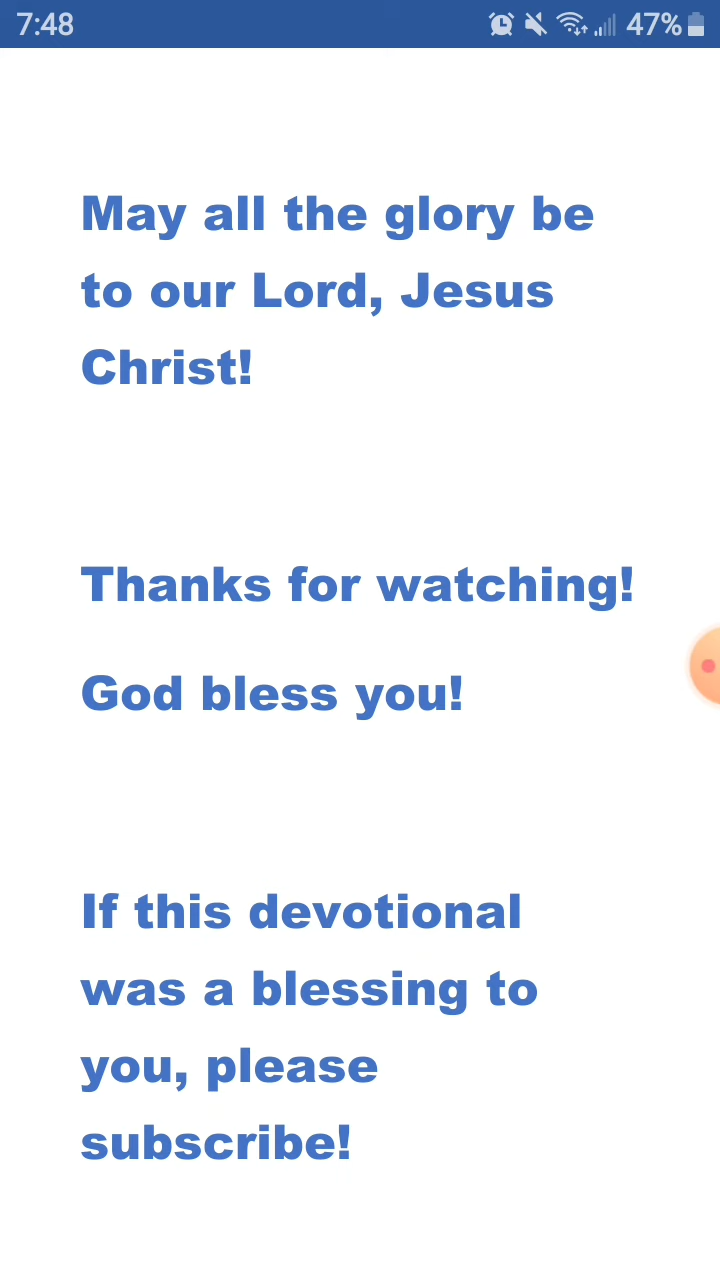 7:48 47%
May all the glory be
to our Lord, Jesus
Christ!
Thanks for watching!
God bless you!
If this devotional
was a blessing to
you, please
subscribe!